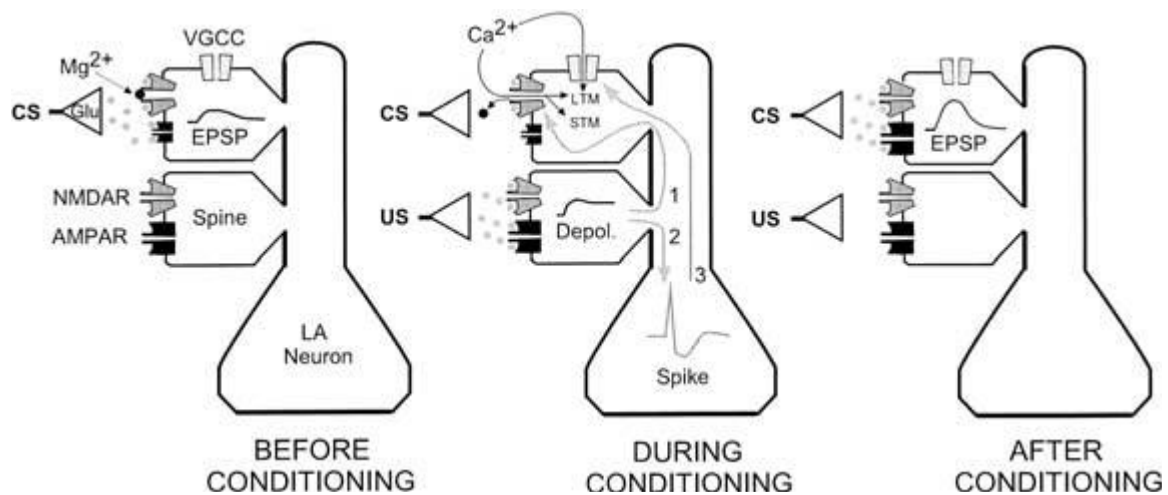 VGCC
Mg2+
CS
Glu
EPSP
NMDAR
Spine
AMPAR
LA
Neuron
BEFORE
CONDITIONING
Ca2+
CS
LTM
STM
US
Depol.
1
2
3
Spike
DURING
CONDITIONING
CS
EPSP
US
AFTER
CONDITIONING